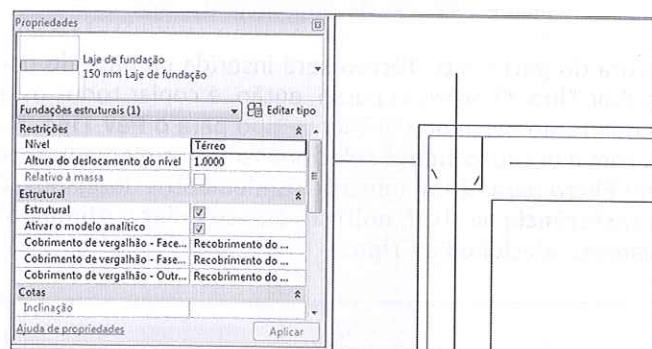 Propriedades
Laje de fundação
150 mm Laje de fundação
Fundações estruturais (1)
Editar tipo
Restrições
Nível Térreo
Altura do deslocamento do nível 1.0000
Relativo à massa
Estrutural
Estrutural
Ativar o modelo analítico
Cobrimento de vergalhão - Face... Recobrimento do ...
Cobrimento de vergalhão - Fase... Recobrimento do ...
Cobrimento de vergalhão - Outr... Recobrimento do ...
Cotas
Inclinação
Ajuda de propriedades
Aplicar